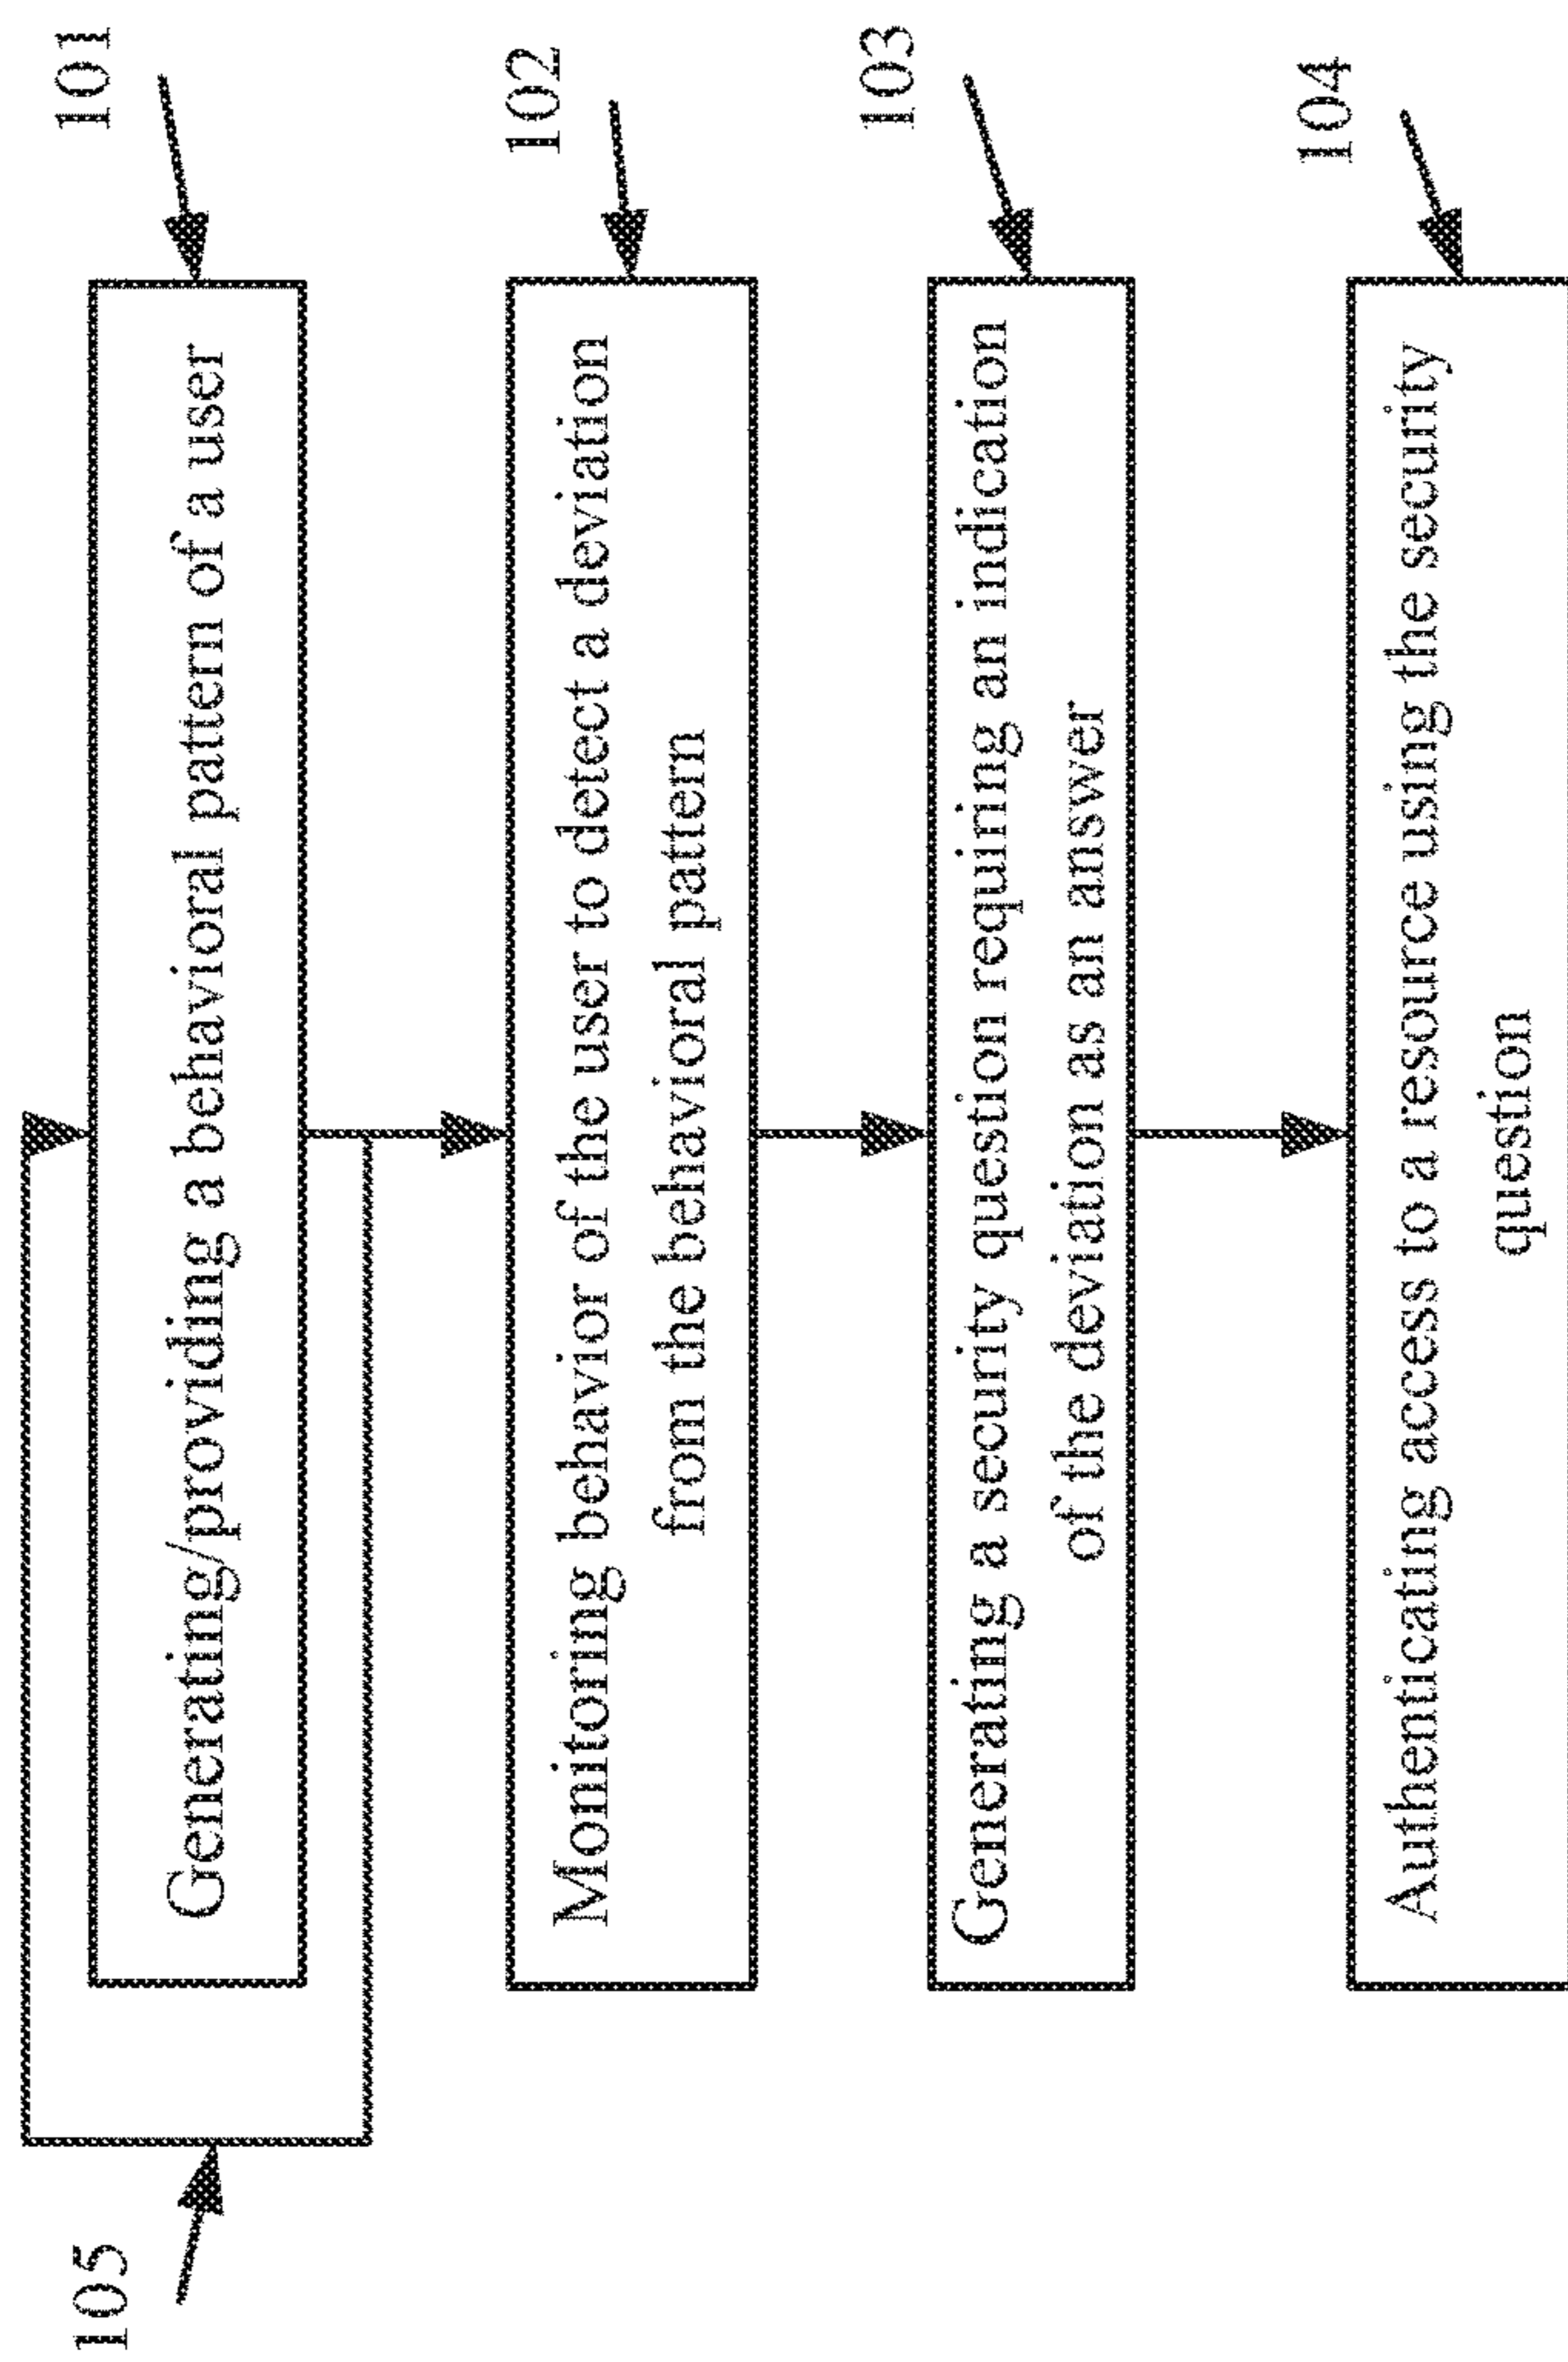 101
Generating/providing a behavioral pattern of a user
105
102
Monitoring behavior of the user to detect a deviation
from the behavioral pattern
103
Generating a security question requiring an indication
of the deviation as an answer
104
Authenticating access to a resource using the security
question